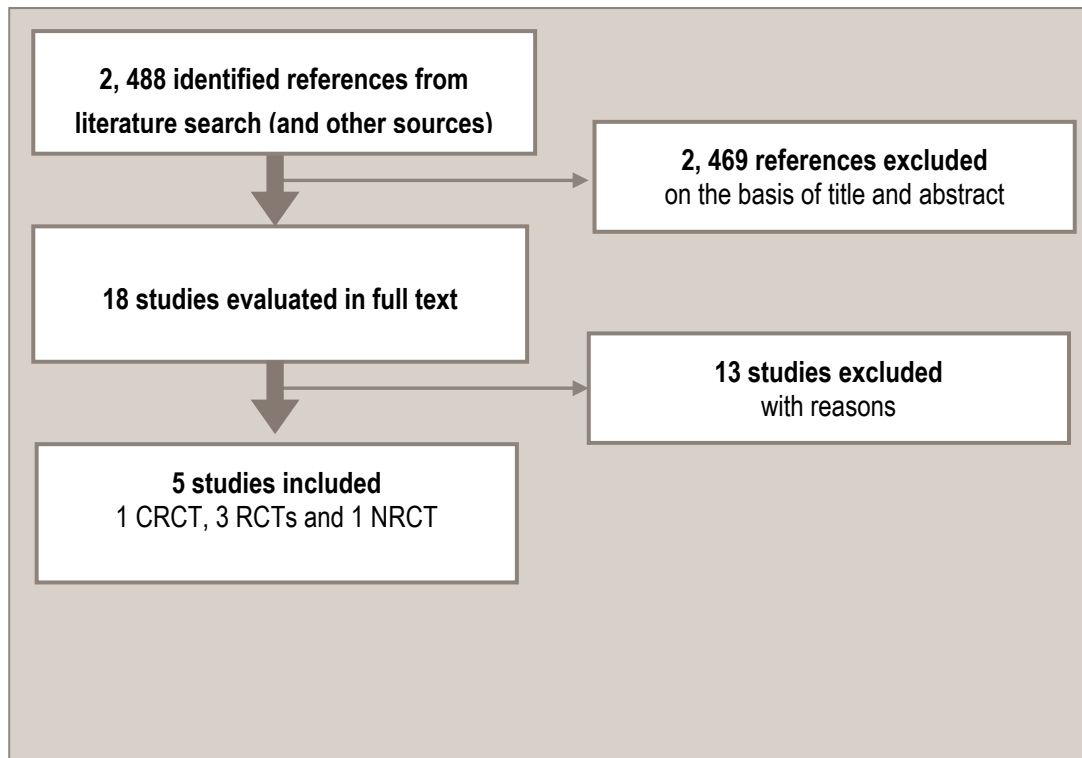 2, 488 identified references from
literature search (and other sources)
2, 469 references excluded
on the basis of title and abstract
18 studies evaluated in full text
13 studies excluded
with reasons
5 studies included
1 CRCT, 3 RCTs and 1 NRCT